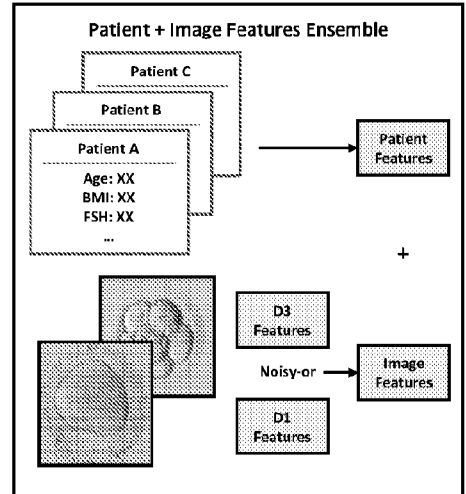 Patient + Image Features Ensemble
Patient C
Patient B
Patient A
Age: XX
BMI: XX
FSH: XX
...
Patient
Features
+
D3
Features
Noisy-or
Image
Features
D1
Features